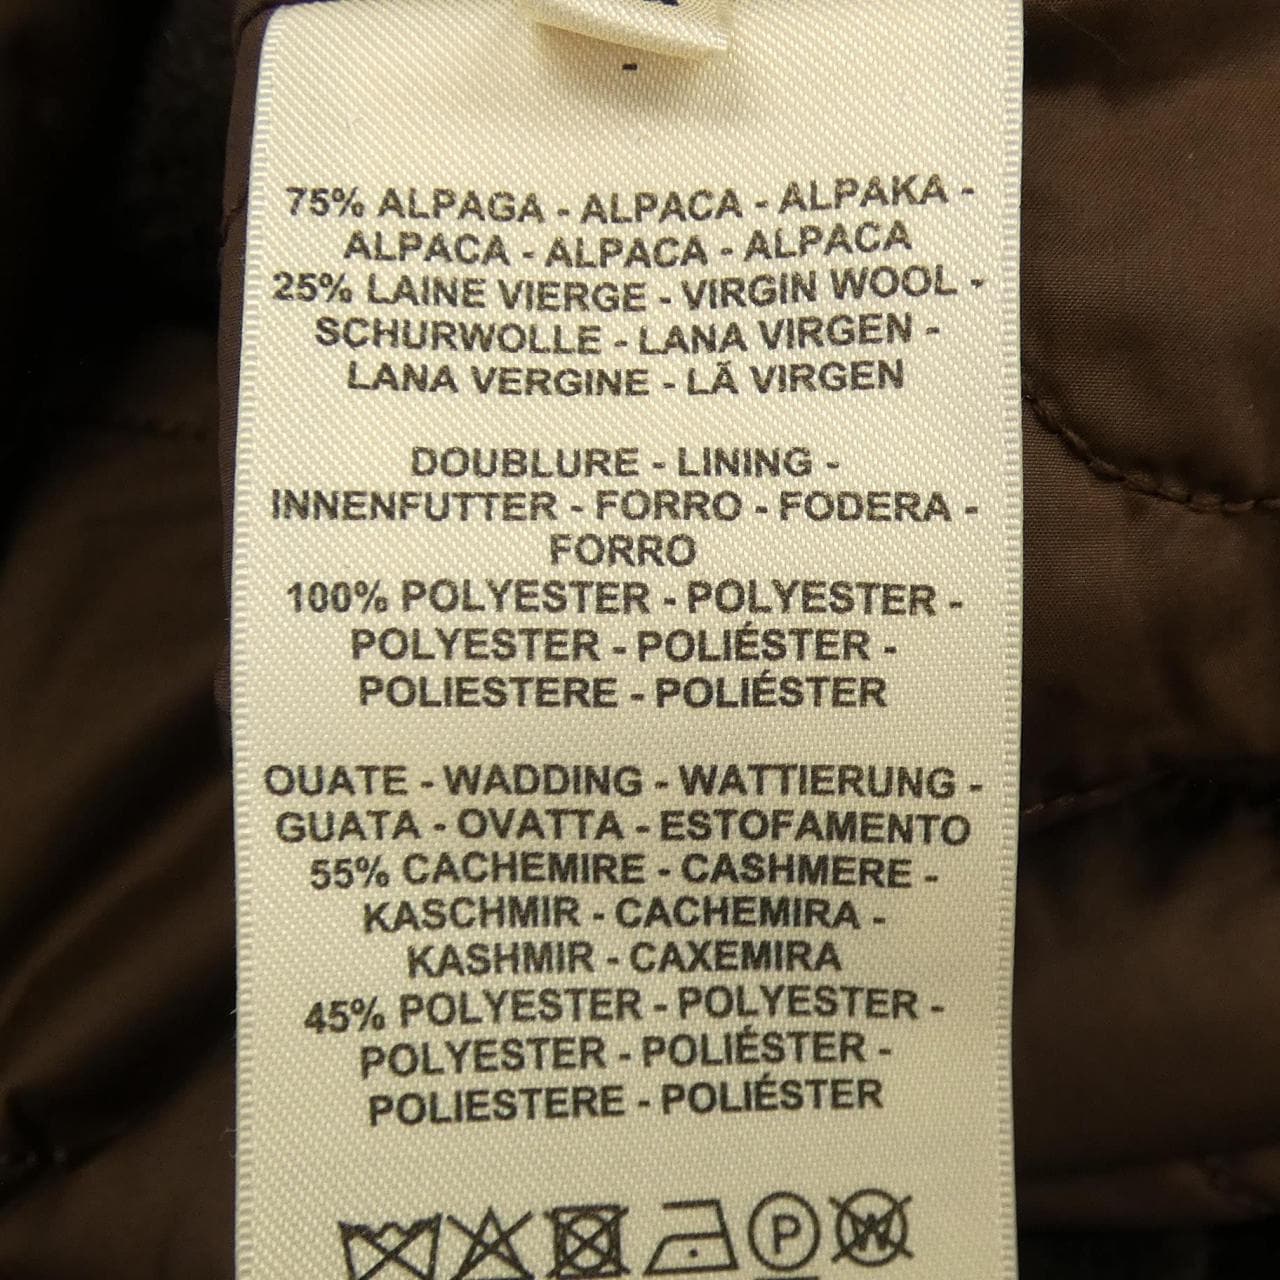 75% ALPAGA - ALPACA - ALPAKA -
ALPACA - ALPACA - ALPACA
25% LAINE VIERGE - VIRGIN WOOL -
SCHURWOLLE - LANA VIRGEN -
LANA VERGINE - LÃ VIRGEN
DOUBLURE - LINING -
INNENFUTTER - FORRO - FODERA -
FORRO
100% POLYESTER - POLYESTER -
POLYESTER - POLIÉSTER -
POLIESTERE - POLIÉSTER
OUATE - WADDING - WATTIERUNG -
GUATA - OVATTA - ESTOFAMENTO
55% CACHEMIRE - CASHMERE -
KASCHMIR - CACHEMIRA -
KASHMIR - CAXEMIRA
45% POLYESTER - POLYESTER -
POLYESTER - POLIÉSTER -
POLIESTERE - POLIÉSTER
P W